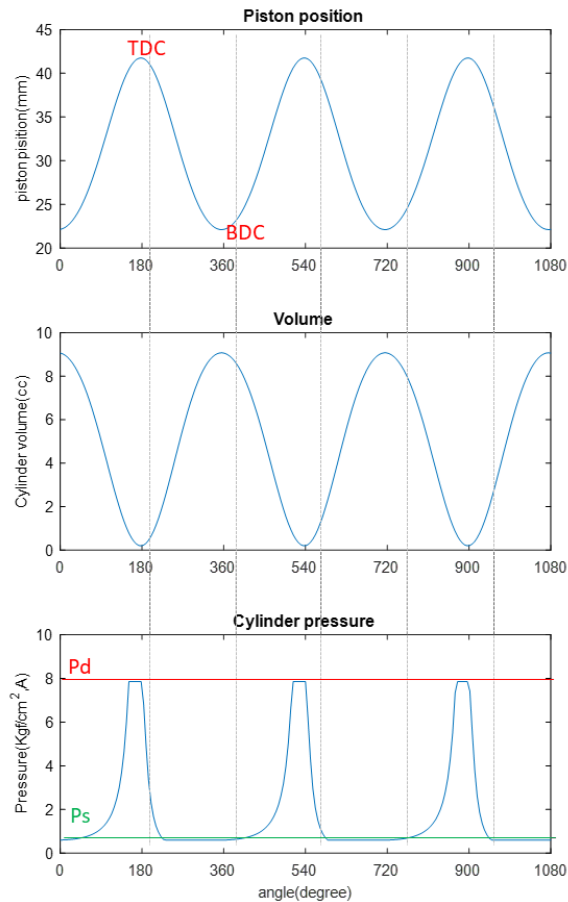 Piston position
45
TDC
40
35
30
25
BDC
20
piston pisition(mm)
0 180 360 540 720 900 1080
Volume
10
8
6
4
2
0
Cylinder volume(cc)
0 180 360 540 720 900 1080
Cylinder pressure
10
Pd
8
6
4
2
Ps
0
Pressure(Kgf/cm2,A)
0 180 360 540 720 900 1080
angle(degree)